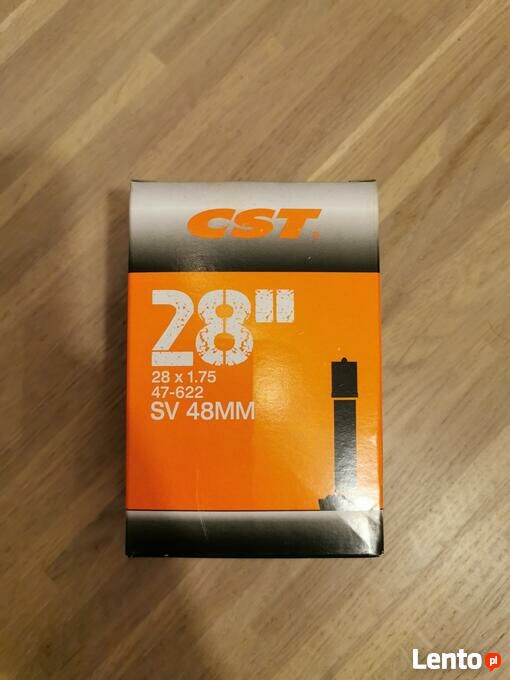 CST
28"
28 x 1.75
47-622
SV 48MM
Lento pl